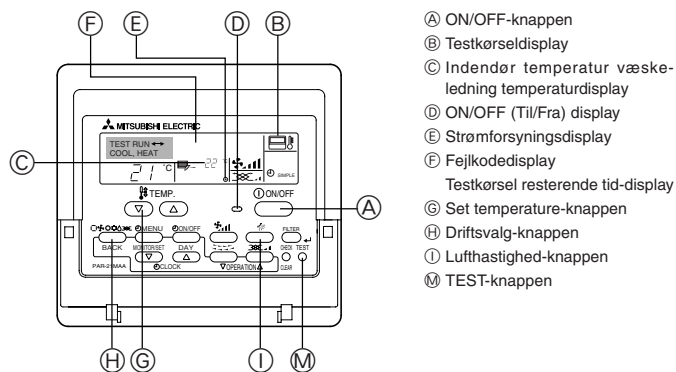 Ⓕ
Ⓔ
Ⓓ
Ⓑ
MITSUBISHI ELECTRIC
TEST RUN ↔
COOL, HEAT
Ⓒ
22 °C
21 °C
SIMPLE
TEMP.
ON/OFF
Ⓐ
MENU
ON/OFF
FILTER
BACK
MONITOR/SET
DAY
CHECK
TEST
PAR-21MAA
CLOCK
▽OPERATION△
CLEAR
Ⓗ
Ⓖ
Ⓘ
Ⓜ
Ⓐ ON/OFF-knappen
Ⓑ Testkørseldisplay
Ⓒ Indendør temperatur væske-
ledning temperaturdisplay
Ⓓ ON/OFF (Til/Fra) display
Ⓔ Strømforsyningsdisplay
Ⓕ Fejlkodedisplay
Testkørsel resterende tid-display
Ⓖ Set temperature-knappen
Ⓗ Driftsvalg-knappen
Ⓘ Lufthastighed-knappen
Ⓜ TEST-knappen